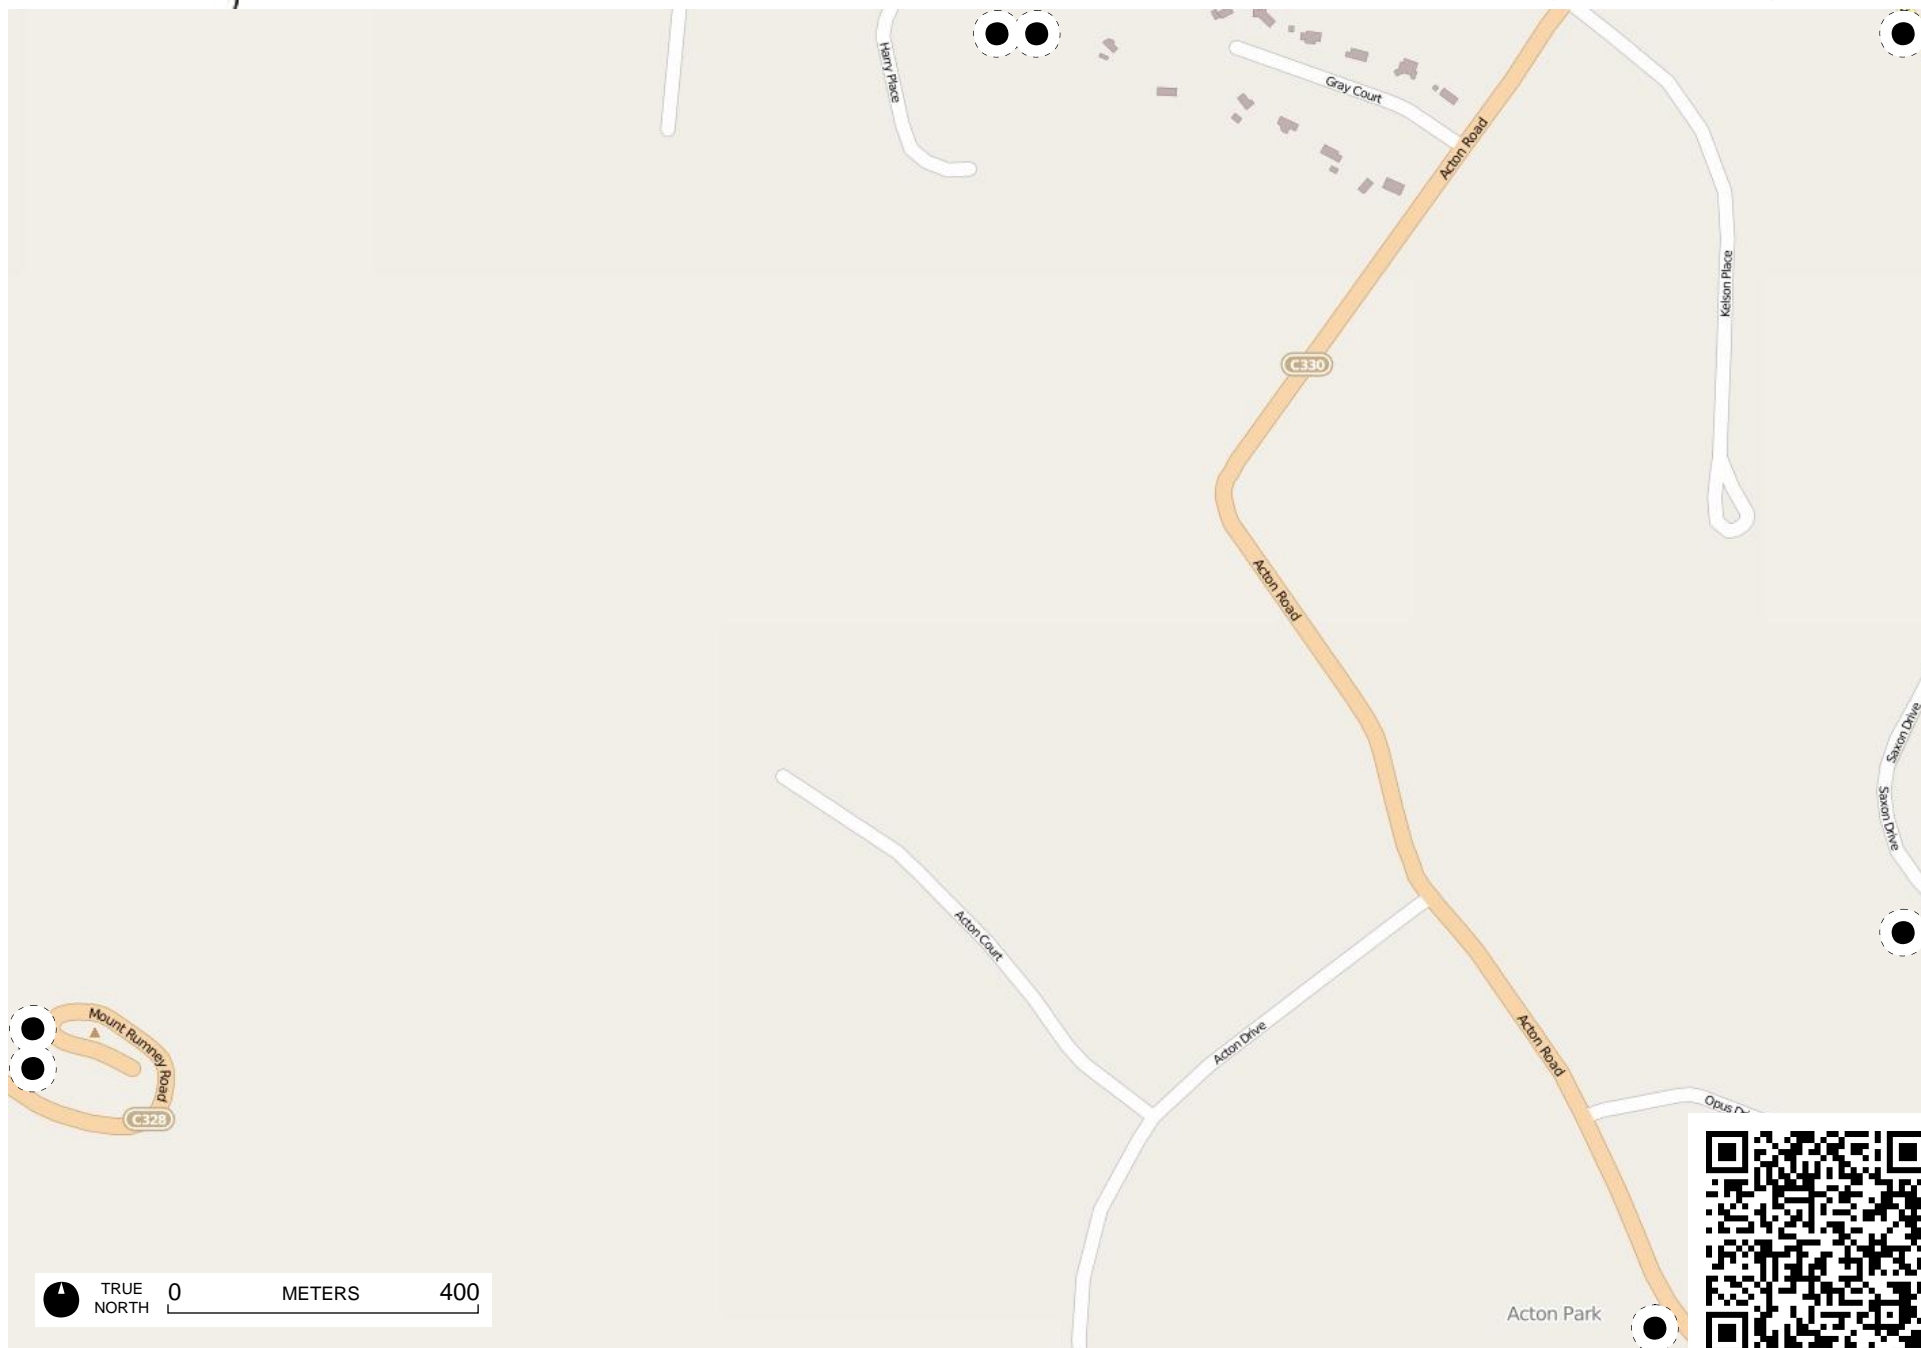 Harry Place
Gray Court
Acton Road
Kelson Place
C330
Acton Road
Saxon Drive
Saxon Drive
Acton Court
Mount Rumney Road
Acton Drive
Acton Road
C328
TRUE NORTH
0 METERS 400
Acton Park